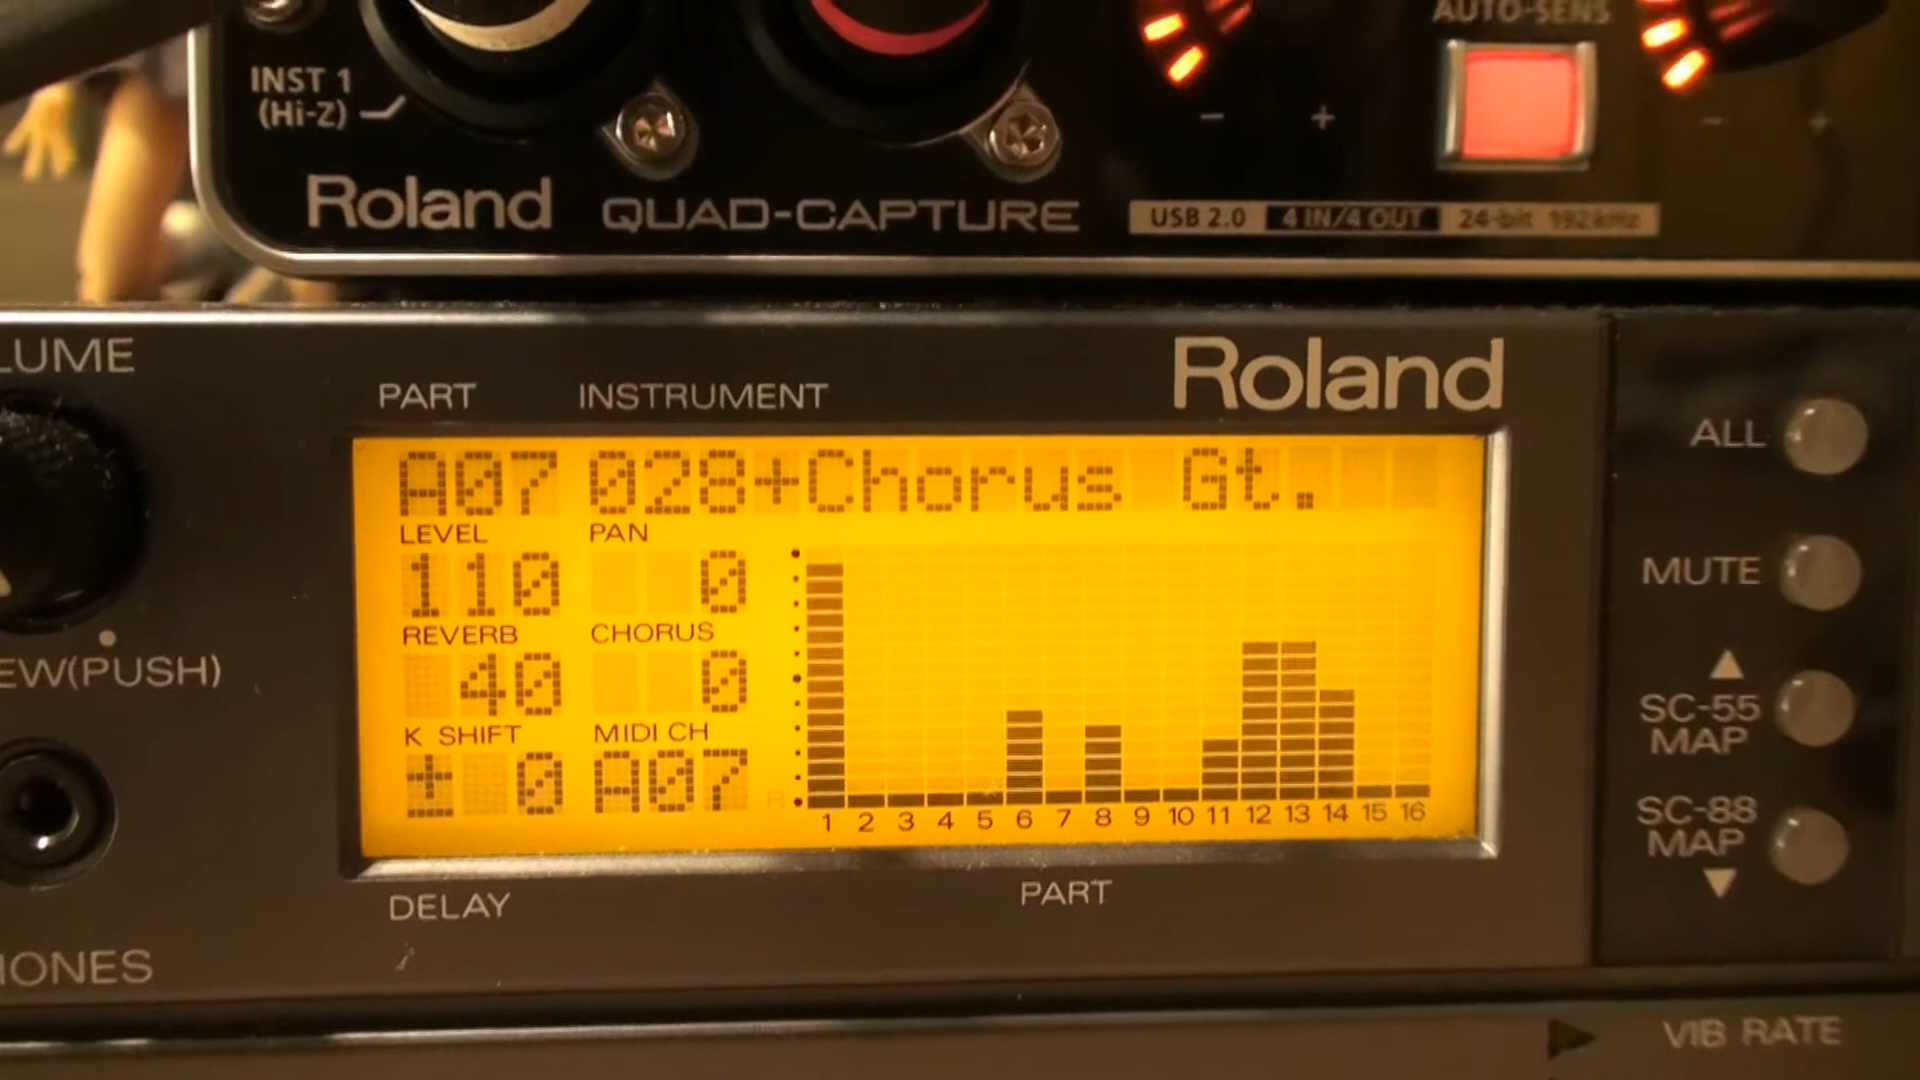 AUTO-SENS
INST 1
(Hi-Z)
- +
- +
Roland QUAD-CAPTURE
USB 2.0 4 IN/4 OUT 24-bit 192kHz
LUME
PART INSTRUMENT
Roland
A07 028+Chorus Gt.
LEVEL PAN
110 0
REVERB CHORUS
40 0
K SHIFT MIDI CH
± 0 A07
1 2 3 4 5 6 7 8 9 10 11 12 13 14 15 16
DELAY PART
EW(PUSH)
HONES
ALL
MUTE
SC-55
MAP
SC-88
MAP
VIB RATE